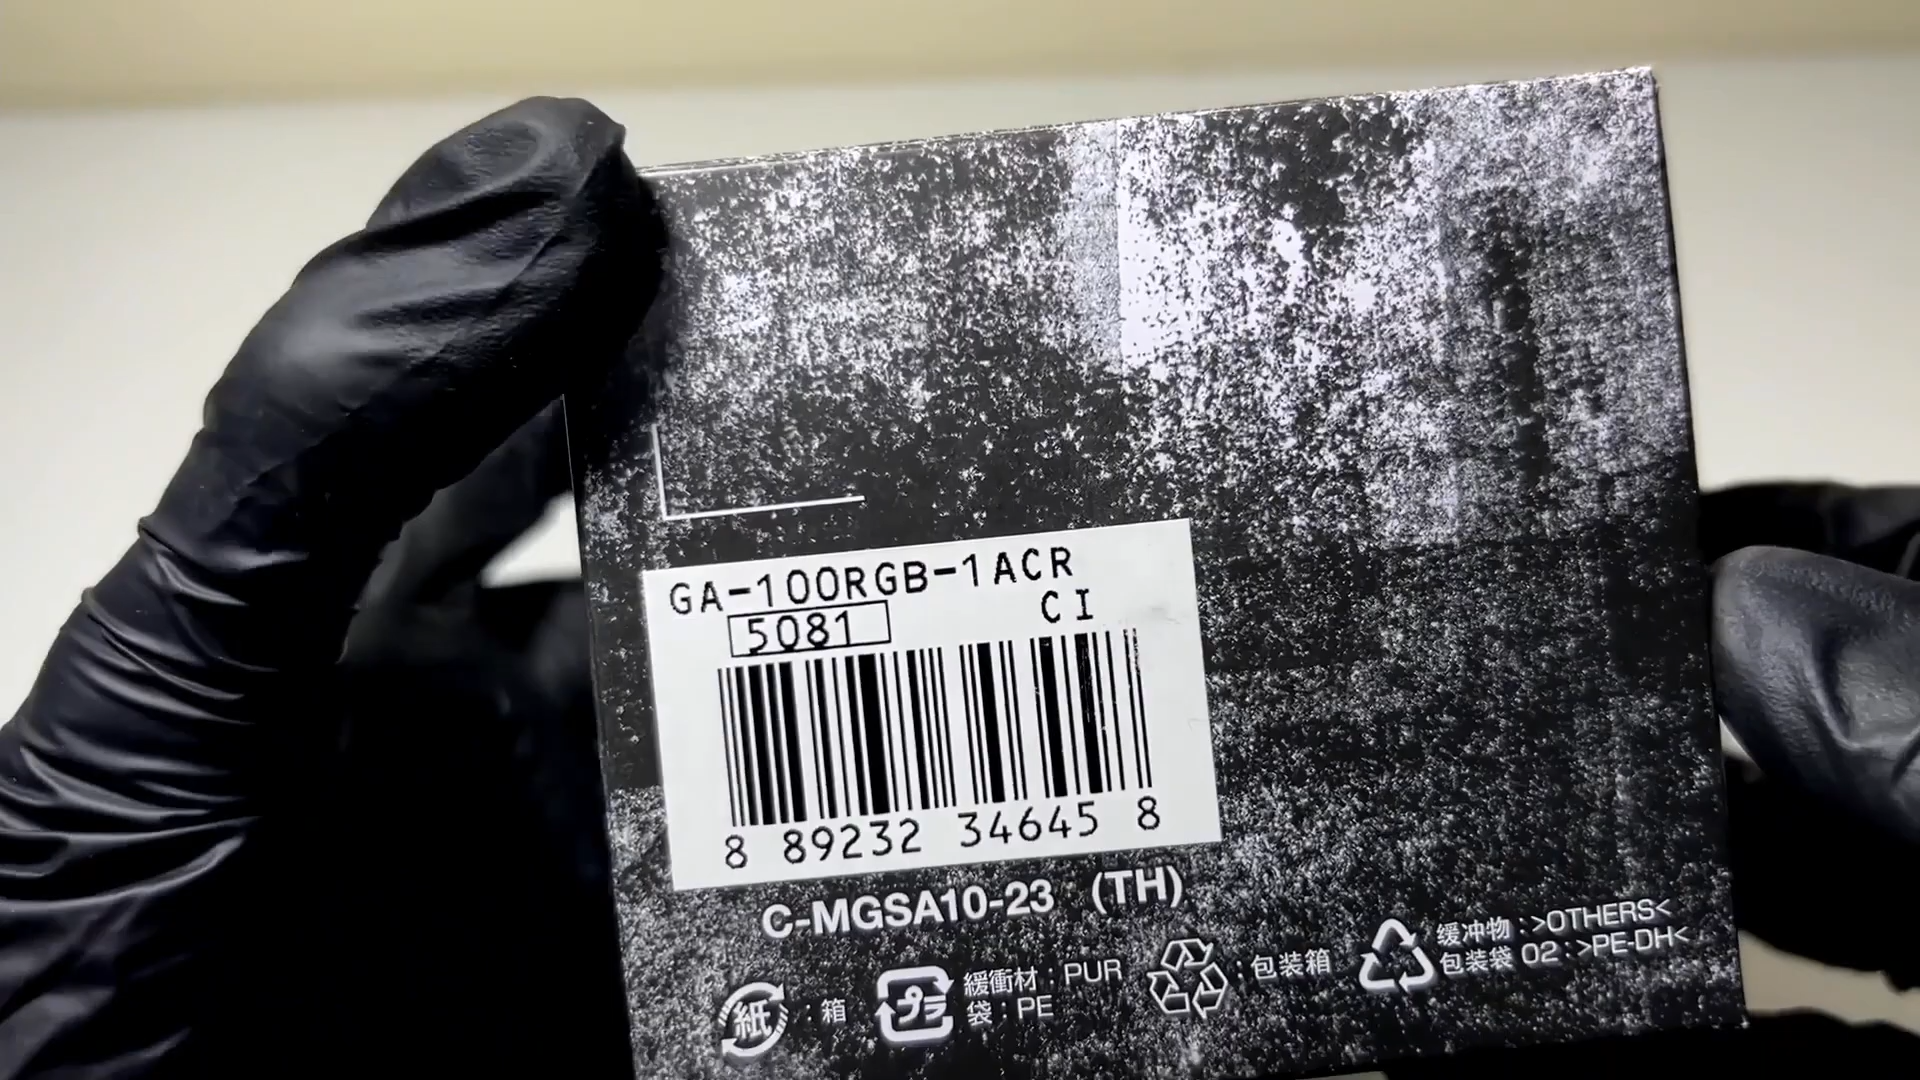 GA-100RGB-1ACR
5081 CI
8 89232 34645 8
C-MGSA10-23 (TH)
紙 : 箱
プラ 緩衝材 : PUR
袋 : PE
: 包装箱
缓冲物 : >OTHERS<
包装袋 02 : >PE-DH<